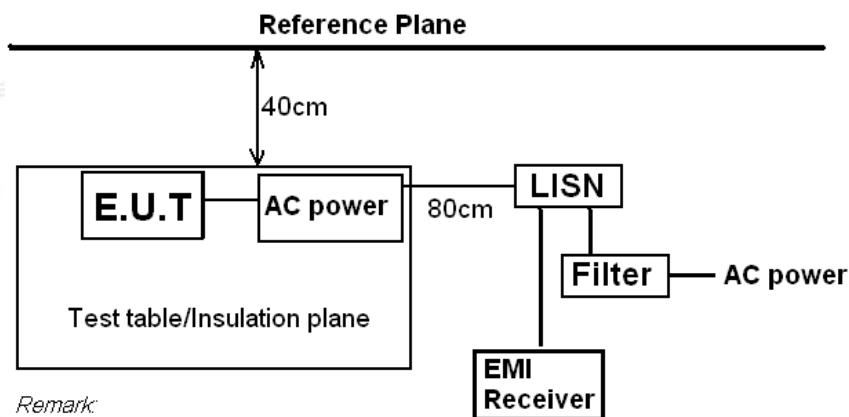 Reference Plane
40cm
E.U.T
AC power
80cm
LISN
Filter
AC power
Test table/Insulation plane
EMI
Receiver
Remark: